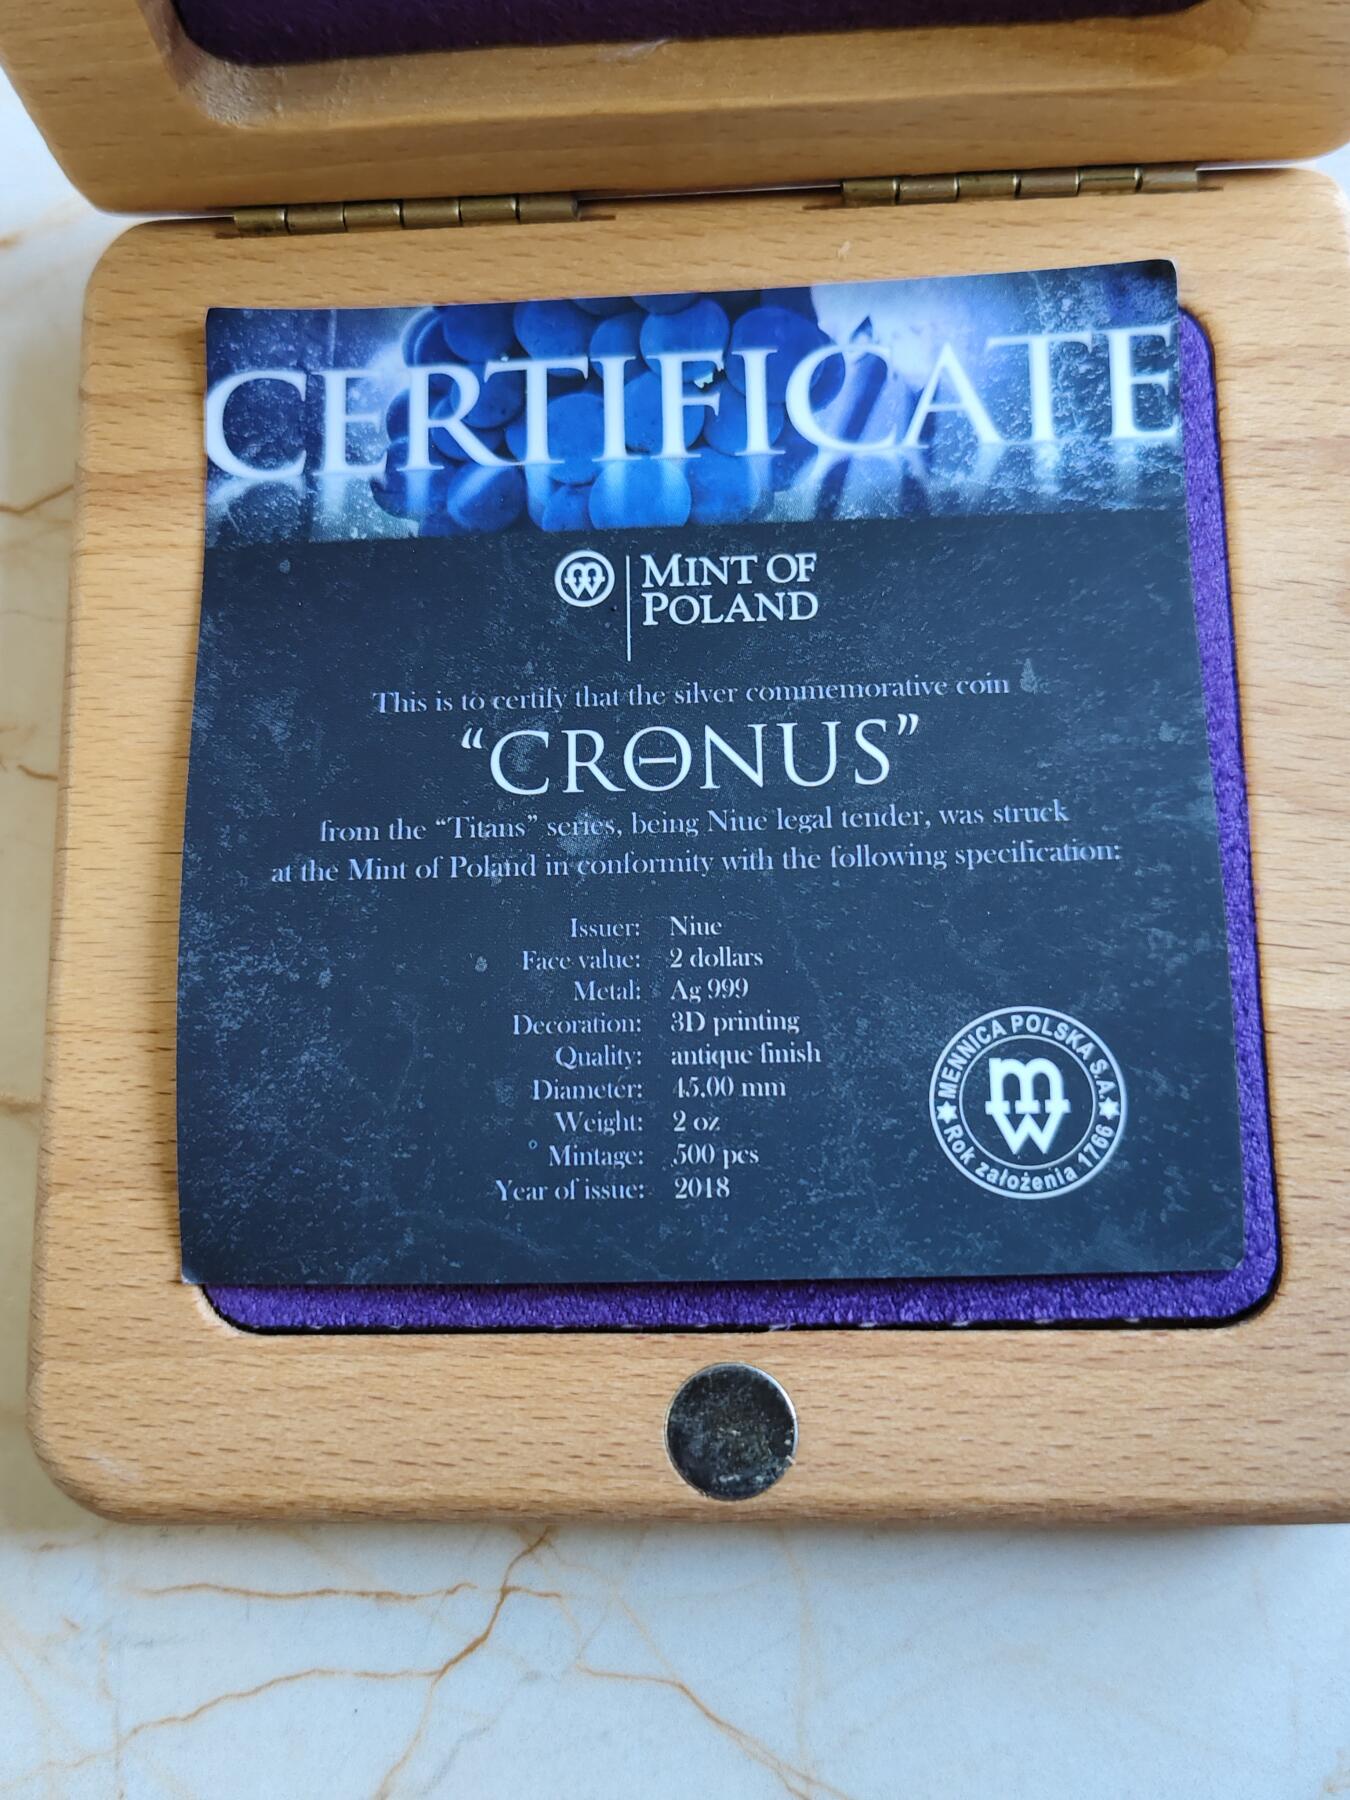 CERTIFICATE
MINT OF
POLAND
This is to certify that the silver commemorative coin
“CRΘNUS”
from the “Titans” series, being Niue legal tender, was struck
at the Mint of Poland in conformity with the following specification:
Issuer: Niue
Face value: 2 dollars
Metal: Ag 999
Decoration: 3D printing
Quality: antique finish
Diameter: 45.00 mm
Weight: 2 oz
Mintage: 500 pcs
Year of issue: 2018
MENNICA POLSKA S.A.
mw
Rok założenia 1766